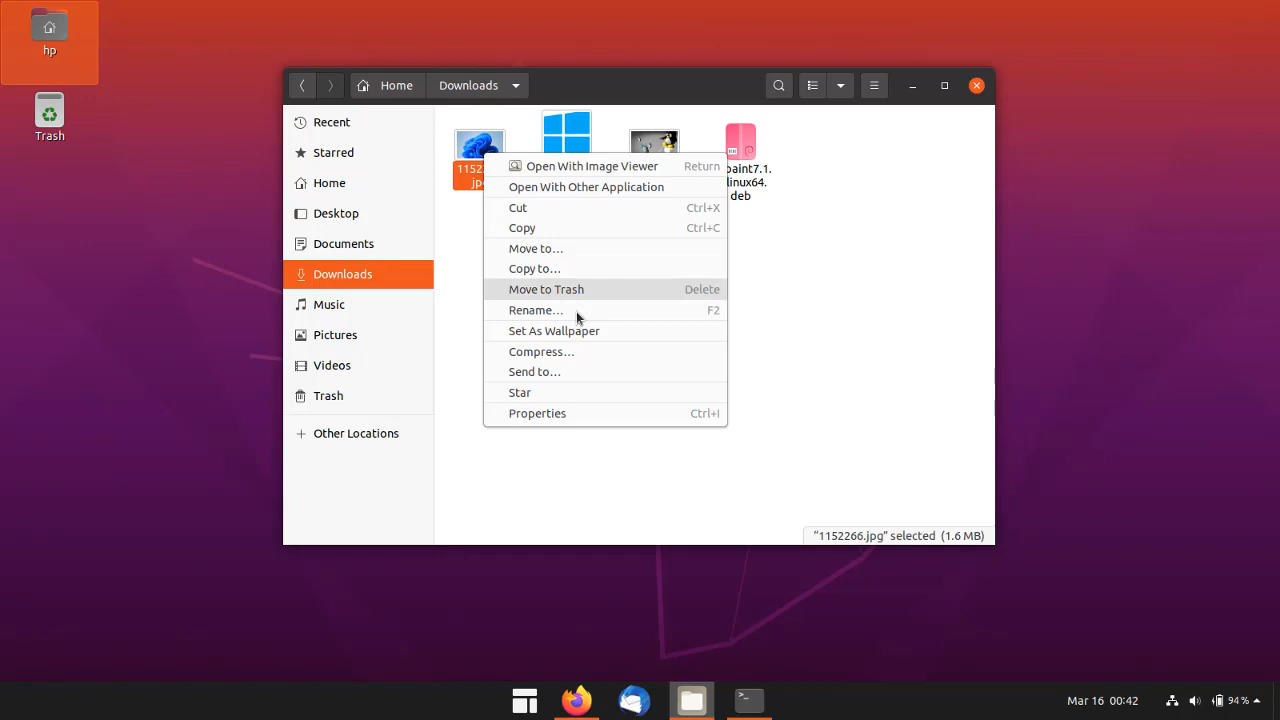 hp
Trash
Home
Downloads
Recent
Starred
Home
Desktop
Documents
Downloads
Music
Pictures
Videos
Trash
Other Locations
1152
jp
paint7.1.
linux64.
deb
Open With Image Viewer Return
Open With Other Application
Cut Ctrl+X
Copy Ctrl+C
Move to…
Copy to…
Move to Trash Delete
Rename… F2
Set As Wallpaper
Compress…
Send to…
Star
Properties Ctrl+I
“1152266.jpg” selected (1.6 MB)
Mar 16 00:42
94%